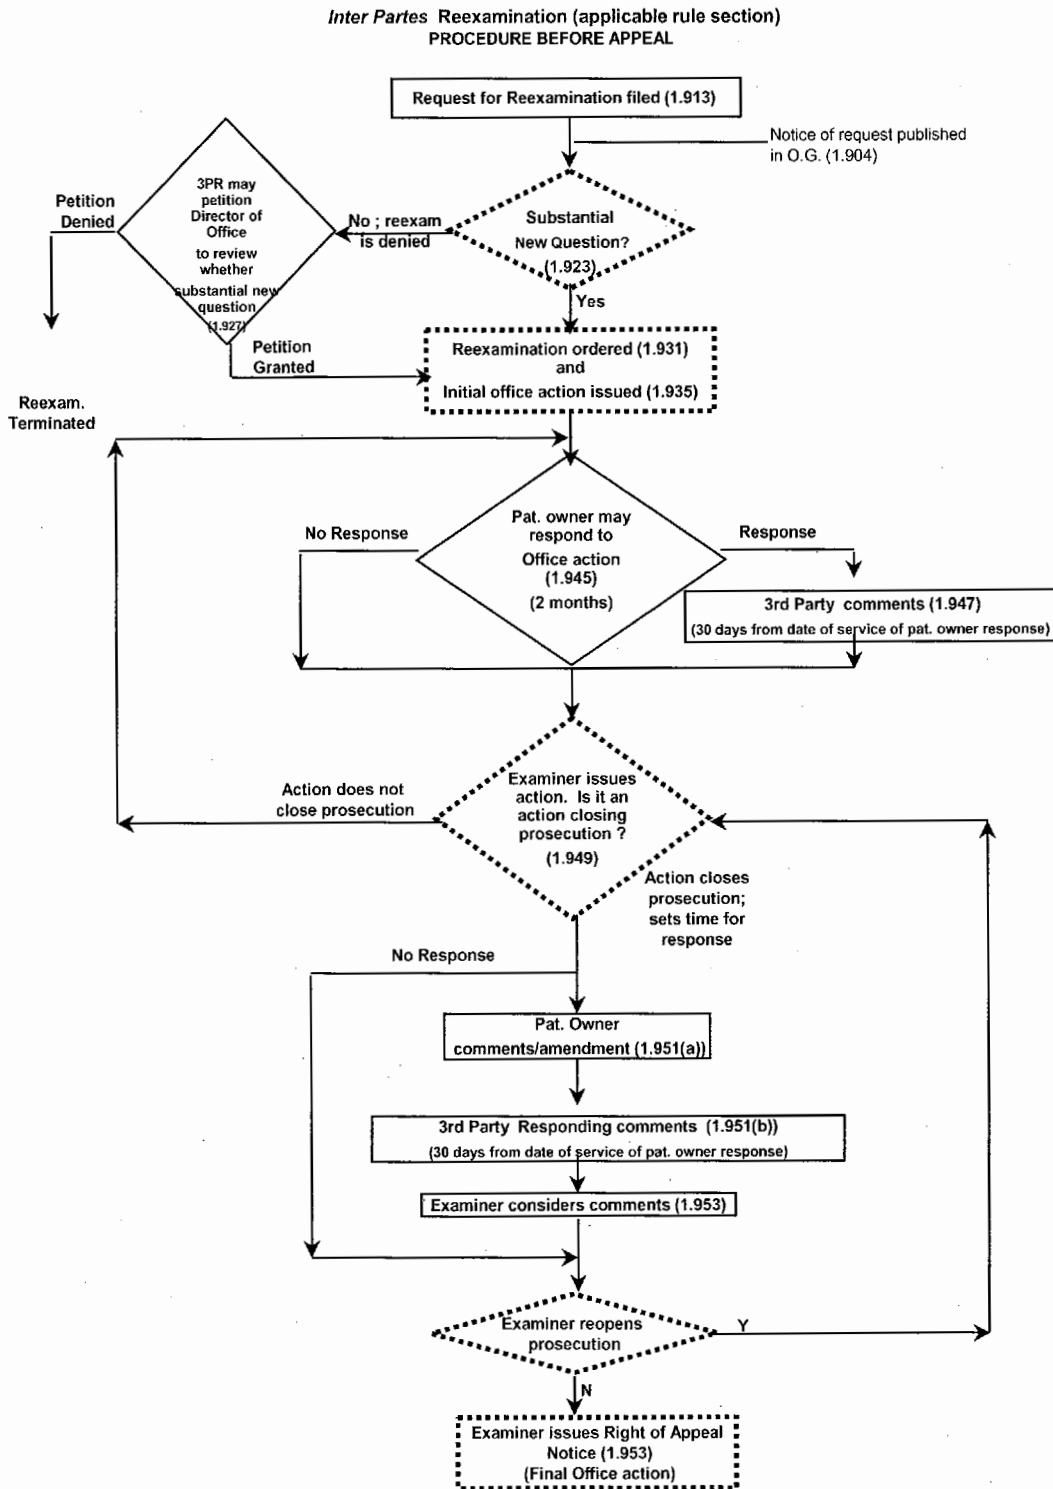 Inter Partes Reexamination (applicable rule section)
PROCEDURE BEFORE APPEAL
Request for Reexamination filed (1.913)
Notice of request published
in O.G. (1.904)
Substantial
New Question?
(1.923)
No ; reexam
is denied
3PR may
petition
Director of
Office
to review
whether
substantial new
question
(1.927)
Petition
Denied
Yes
Petition
Granted
Reexamination ordered (1.931)
and
Initial office action issued (1.935)
Reexam.
Terminated
Pat. owner may
respond to
Office action
(1.945)
(2 months)
No Response
Response
3rd Party comments (1.947)
(30 days from date of service of pat. owner response)
Examiner issues
action. Is it an
action closing
prosecution ?
(1.949)
Action does not
close prosecution
Action closes
prosecution;
sets time for
response
No Response
Pat. Owner
comments/amendment (1.951(a))
3rd Party Responding comments (1.951(b))
(30 days from date of service of pat. owner response)
Examiner considers comments (1.953)
Examiner reopens
prosecution
Y
N
Examiner issues Right of Appeal
Notice (1.953)
(Final Office action)